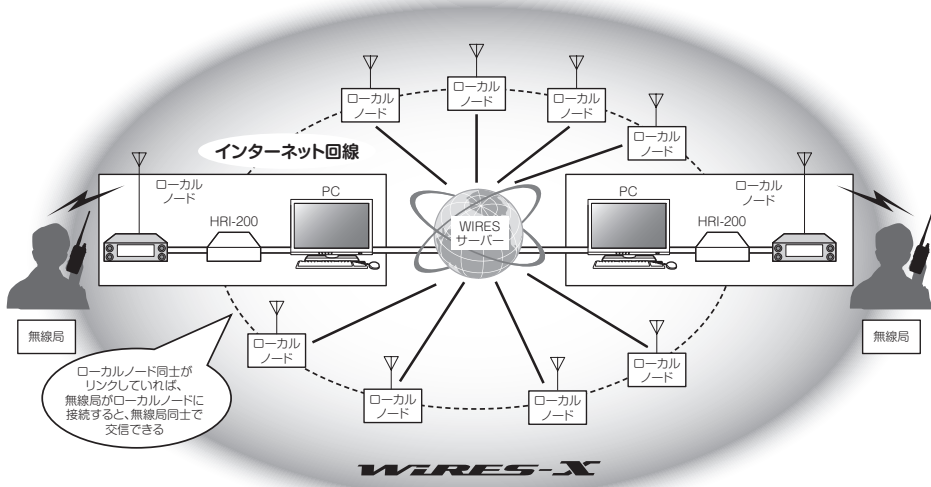 ローカル
ノード
ローカル
ノード
ローカル
ノード
ローカル
ノード
インターネット回線
ローカル
ノード
HRI-200
PC
WIRES
サーバー
PC
HRI-200
ローカル
ノード
無線局
無線局
ローカル
ノード
ローカル
ノード
ローカル
ノード
ローカル
ノード
ローカルノード同士が
リンクしていれば、
無線局がローカルノードに
接続すると、無線局同士で
交信できる
WIRES-X